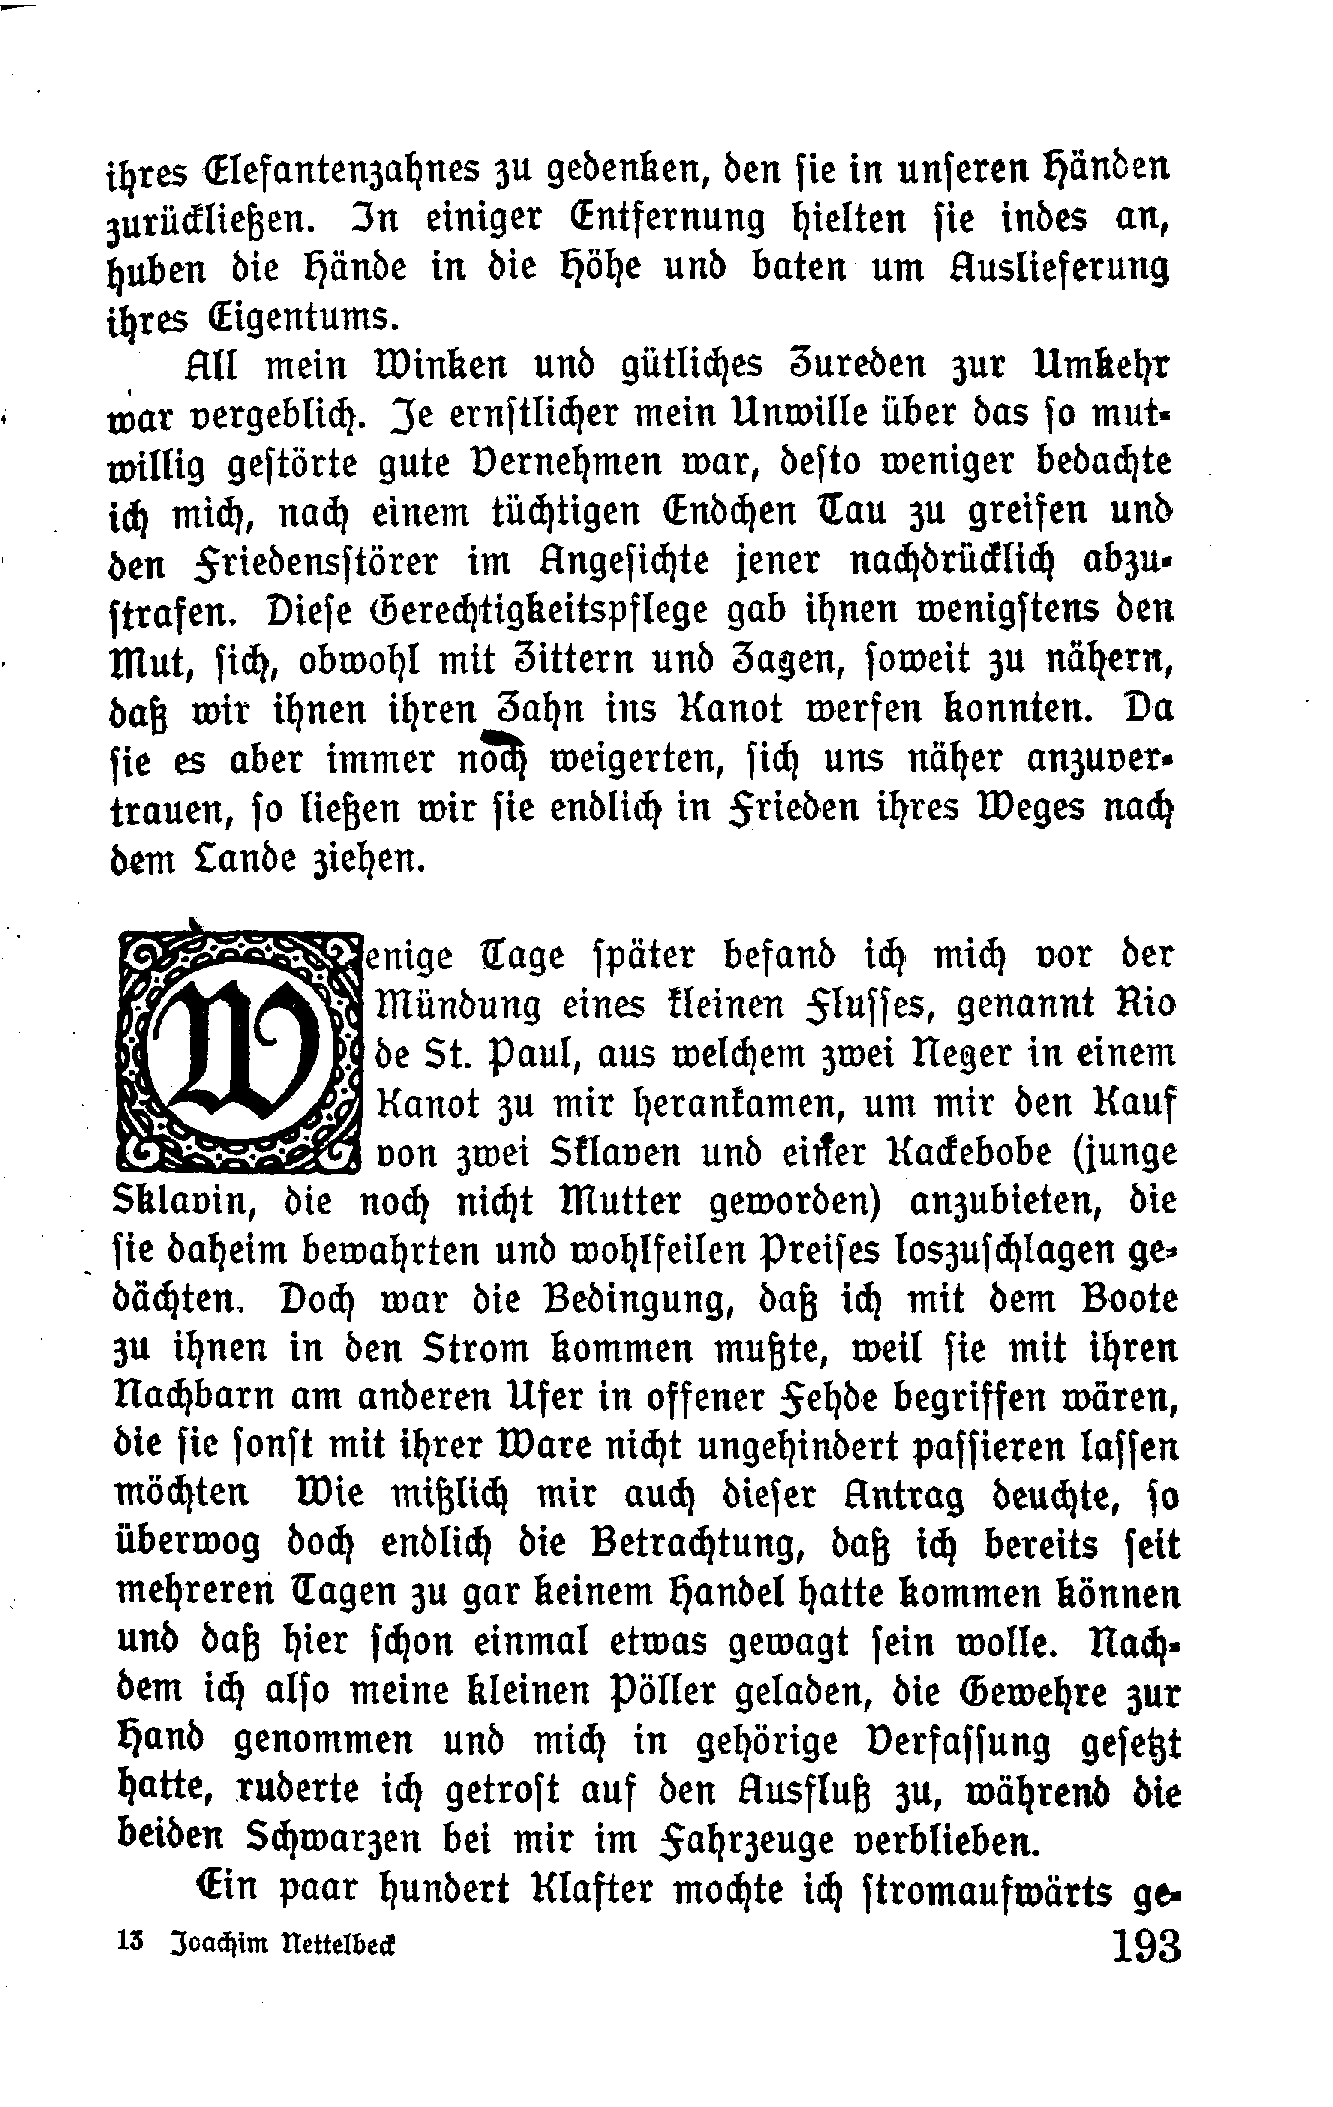 ihres Elefantenzahnes zu gedenken, den sie in unseren Händen
zurückließen. In einiger Entfernung hielten sie indes an,
huben die Hände in die Höhe und baten um Auslieferung
ihres Eigentums.
All mein Winken und gütliches Zureden zur Umkehr
war vergeblich. Je ernstlicher mein Unwille über das so mut-
willig gestörte gute Vernehmen war, desto weniger bedachte
ich mich, nach einem tüchtigen Endchen Tau zu greifen und
den Friedensstörer im Angesichte jener nachdrücklich abzu-
strafen. Diese Gerechtigkeitspflege gab ihnen wenigstens den
Mut, sich, obwohl mit Zittern und Zagen, soweit zu nähern,
daß wir ihnen ihren Zahn ins Kanot werfen konnten. Da
sie es aber immer noch weigerten, sich uns näher anzuver-
trauen, so ließen wir sie endlich in Frieden ihres Weges nach
dem Lande ziehen.
Wenige Tage später befand ich mich vor der
Mündung eines kleinen Flusses, genannt Rio
de St. Paul, aus welchem zwei Neger in einem
Kanot zu mir herankamen, um mir den Kauf
von zwei Sklaven und einer Kackebobe (junge
Sklavin, die noch nicht Mutter geworden) anzubieten, die
sie daheim bewahrten und wohlfeilen Preises loszuschlagen ge-
dächten. Doch war die Bedingung, daß ich mit dem Boote
zu ihnen in den Strom kommen mußte, weil sie mit ihren
Nachbarn am anderen Ufer in offener Fehde begriffen wären,
die sie sonst mit ihrer Ware nicht ungehindert passieren lassen
möchten Wie mißlich mir auch dieser Antrag deuchte, so
überwog doch endlich die Betrachtung, daß ich bereits seit
mehreren Tagen zu gar keinem Handel hatte kommen können
und daß hier schon einmal etwas gewagt sein wolle. Nach-
dem ich also meine kleinen Pöller geladen, die Gewehre zur
Hand genommen und mich in gehörige Verfassung gesetzt
hatte, ruderte ich getrost auf den Ausfluß zu, während die
beiden Schwarzen bei mir im Fahrzeuge verblieben.
Ein paar hundert Klafter mochte ich stromaufwärts ge-
13 Joachim Nettelbeck 193